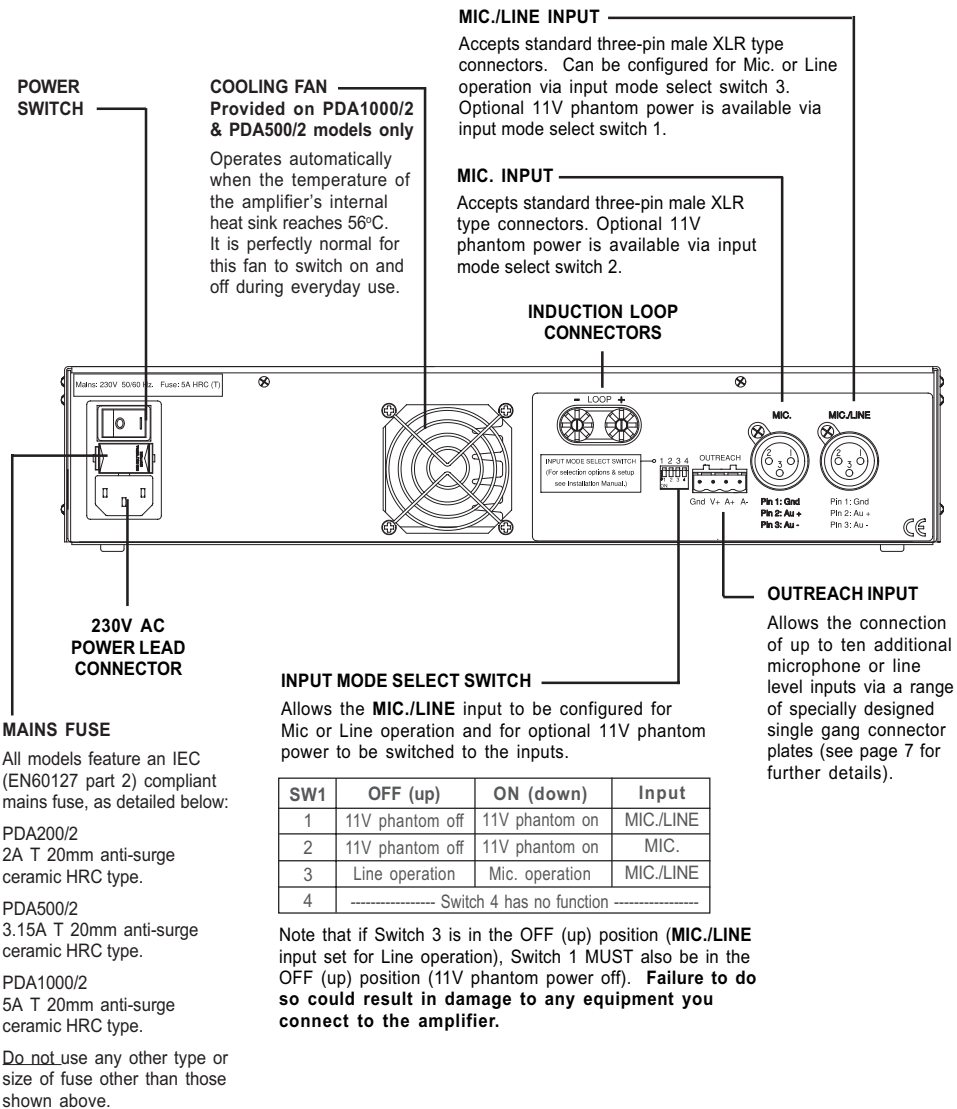 MIC./LINE INPUT
Accepts standard three-pin male XLR type
connectors. Can be configured for Mic. or Line
operation via input mode select switch 3.
Optional 11V phantom power is available via
input mode select switch 1.
POWER
SWITCH
COOLING FAN
Provided on PDA1000/2
& PDA500/2 models only
Operates automatically
when the temperature of
the amplifier's internal
heat sink reaches 56°C.
It is perfectly normal for
this fan to switch on and
off during everyday use.
MIC. INPUT
Accepts standard three-pin male XLR
type connectors. Optional 11V
phantom power is available via input
mode select switch 2.
INDUCTION LOOP
CONNECTORS
Mains: 230V 50/60 Hz. Fuse: 5A HRC (T)
O I
- LOOP +
INPUT MODE SELECT SWITCH
(For selection options & setup
see Installation Manual.)
1 2 3 4
1 2 3 4
ON
OUTREACH
Gnd V+ A+ A-
MIC.
2 1
3
Pin 1: Gnd
Pin 2: Au +
Pin 3: Au -
MIC./LINE
2 1
3
Pin 1: Gnd
Pin 2: Au +
Pin 3: Au -
CE
230V AC
POWER LEAD
CONNECTOR
OUTREACH INPUT
Allows the connection
of up to ten additional
microphone or line
level inputs via a range
of specially designed
single gang connector
plates (see page 7 for
further details).
MAINS FUSE
All models feature an IEC
(EN60127 part 2) compliant
mains fuse, as detailed below:
PDA200/2
2A T 20mm anti-surge
ceramic HRC type.
PDA500/2
3.15A T 20mm anti-surge
ceramic HRC type.
PDA1000/2
5A T 20mm anti-surge
ceramic HRC type.
Do not use any other type or
size of fuse other than those
shown above.
INPUT MODE SELECT SWITCH
Allows the MIC./LINE input to be configured for
Mic or Line operation and for optional 11V phantom
power to be switched to the inputs.
SW1 OFF (up) ON (down) Input
1 11V phantom off 11V phantom on MIC./LINE
2 11V phantom off 11V phantom on MIC.
3 Line operation Mic. operation MIC./LINE
4 ----------------- Switch 4 has no function -----------------
Note that if Switch 3 is in the OFF (up) position (MIC./LINE
input set for Line operation), Switch 1 MUST also be in the
OFF (up) position (11V phantom power off). Failure to do
so could result in damage to any equipment you
connect to the amplifier.